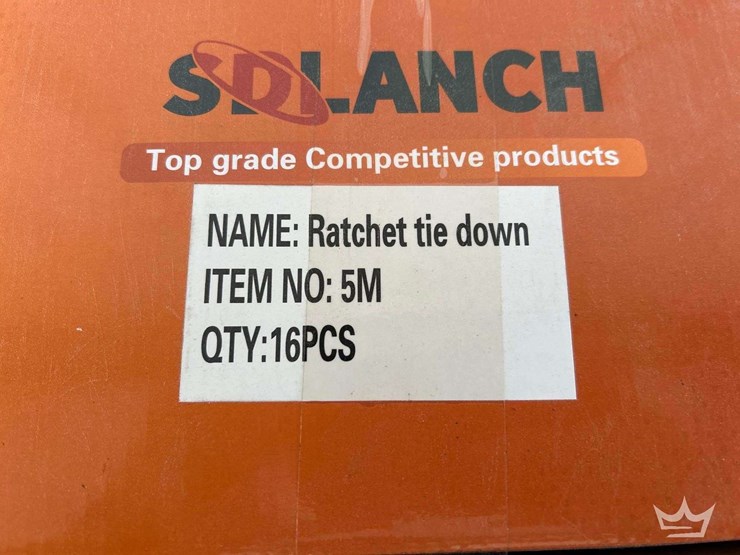 SDLANCH
Top grade Competitive products
NAME: Ratchet tie down
ITEM NO: 5M
QTY:16PCS